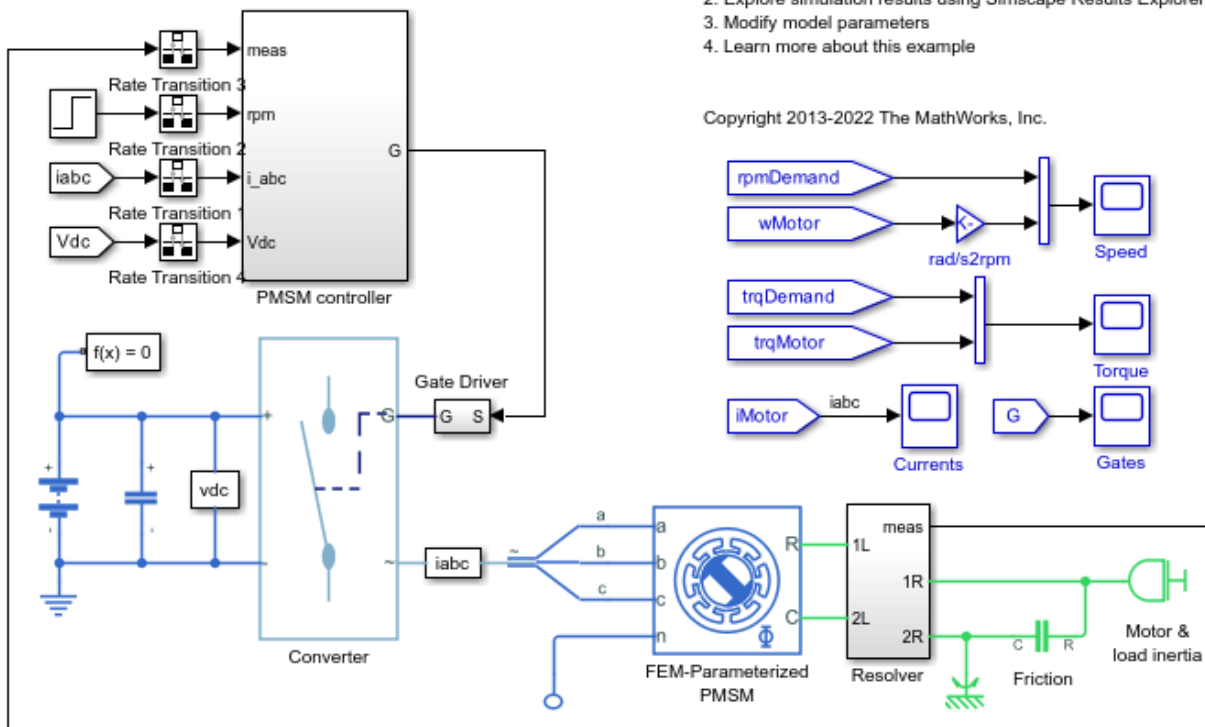 2. Explore simulation results using Simscape Results Explorer
3. Modify model parameters
4. Learn more about this example
Copyright 2013-2022 The MathWorks, Inc.
meas
Rate Transition 3
rpm
Rate Transition 2
iabc
i_abc
Rate Transition 1
Vdc
Vdc
Rate Transition 4
G
PMSM controller
rpmDemand
wMotor
K-
rad/s2rpm
Speed
trqDemand
trqMotor
Torque
iMotor
iabc
Currents
G
Gates
f(x) = 0
Gate Driver
G
G S
+
+
+
vdc
-
-
-
~
Converter
iabc
~
a
b
c
a
b
c
n
R
C
Φ
FEM-Parameterized
PMSM
meas
1L
1R
2L
2R
Resolver
C
R
Friction
Motor &
load inertia